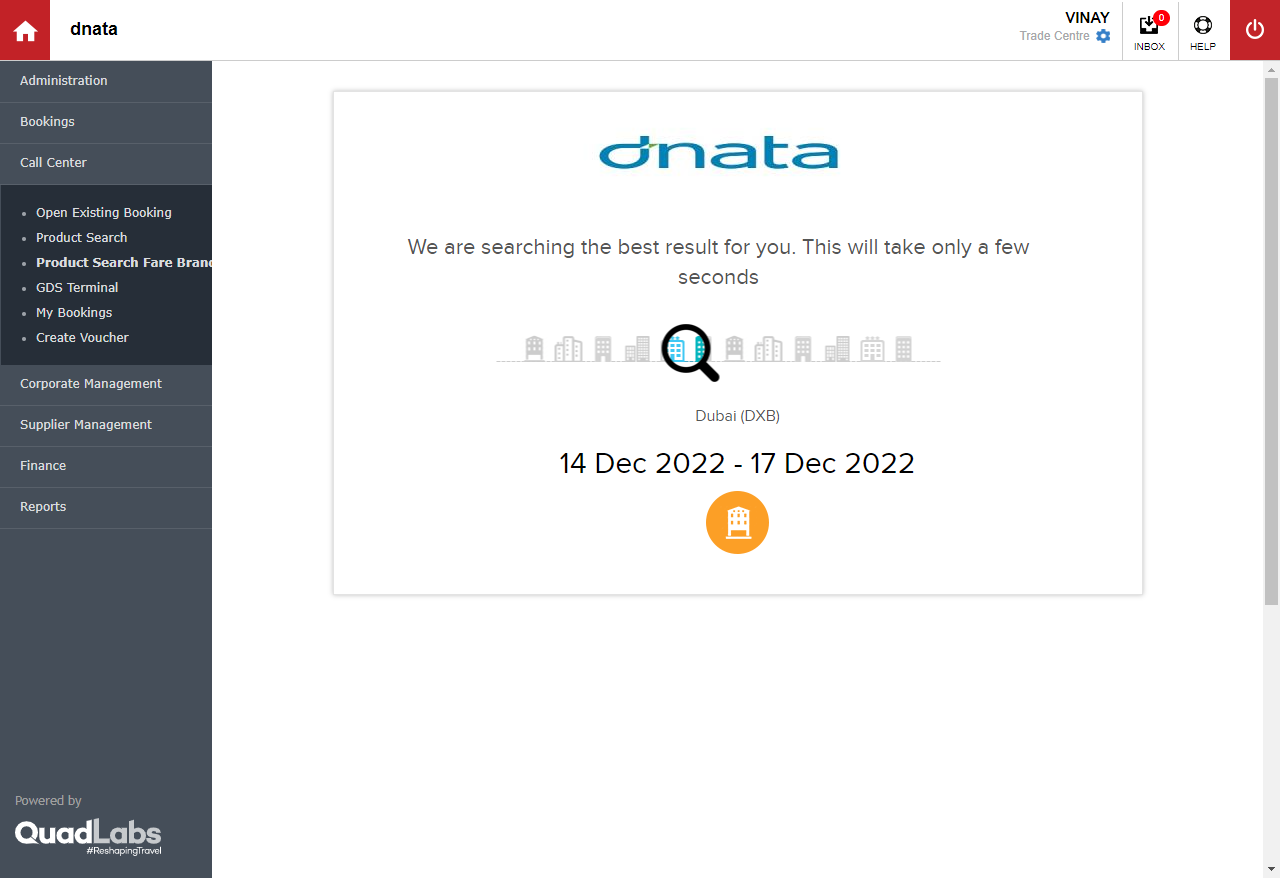 dnata
VINAY
Trade Centre
0
INBOX
HELP
Administration
Bookings
Call Center
Open Existing Booking
Product Search
Product Search Fare Brand
GDS Terminal
My Bookings
Create Voucher
Corporate Management
Supplier Management
Finance
Reports
Powered by
QuadLabs
#ReshapingTravel
dnata
We are searching the best result for you. This will take only a few
seconds
Dubai (DXB)
14 Dec 2022 - 17 Dec 2022